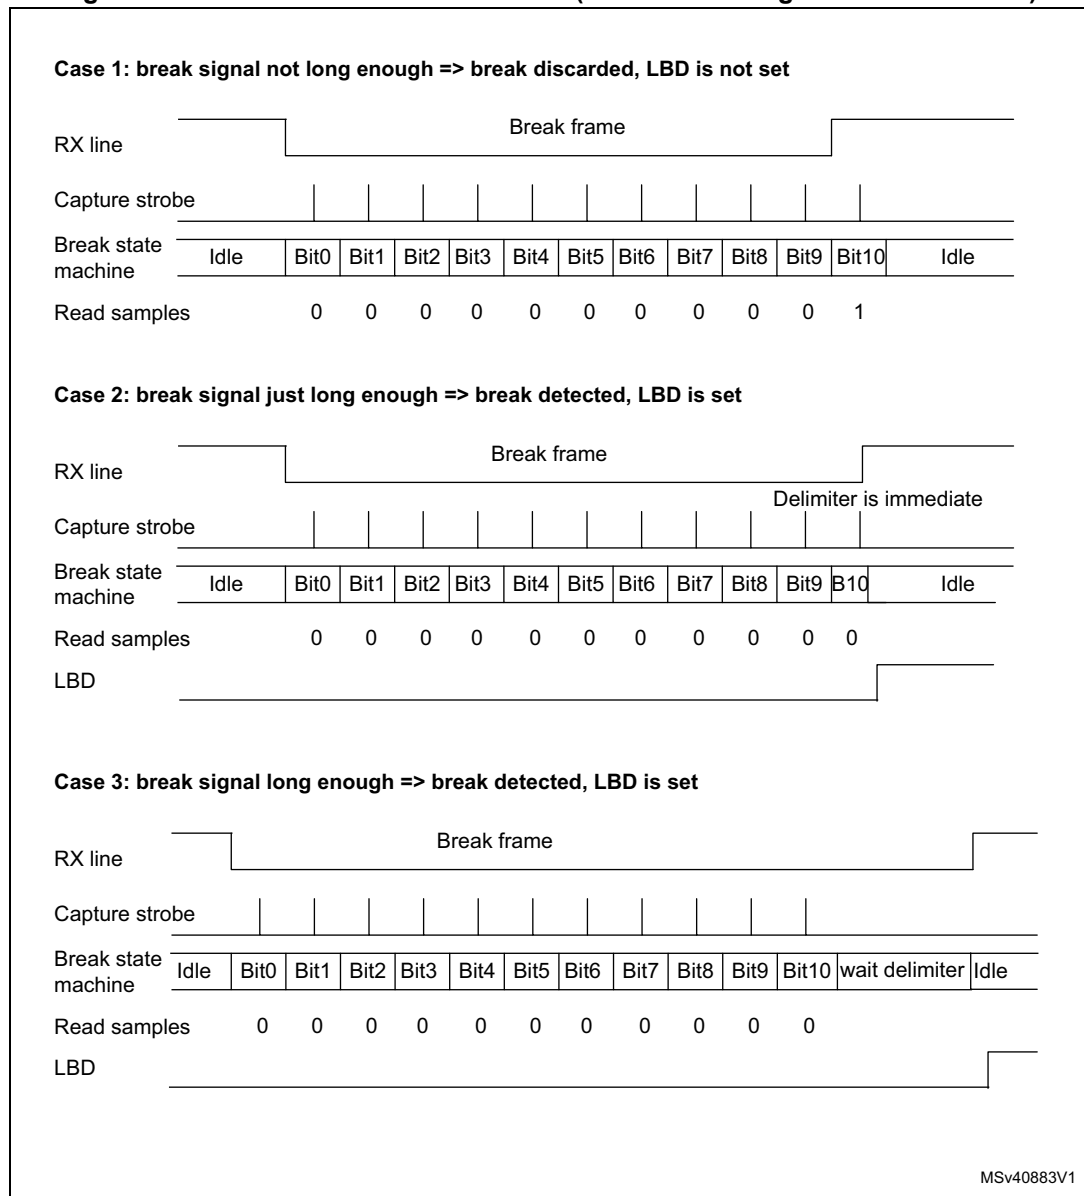 Case 1: break signal not long enough => break discarded, LBD is not set
Break frame
RX line
Capture strobe
Break state machine Idle Bit0 Bit1 Bit2 Bit3 Bit4 Bit5 Bit6 Bit7 Bit8 Bit9 Bit10 Idle
Read samples 0 0 0 0 0 0 0 0 0 0 1
Case 2: break signal just long enough => break detected, LBD is set
Break frame
RX line
Delimiter is immediate
Capture strobe
Break state machine Idle Bit0 Bit1 Bit2 Bit3 Bit4 Bit5 Bit6 Bit7 Bit8 Bit9 B10 Idle
Read samples 0 0 0 0 0 0 0 0 0 0 0
LBD
Case 3: break signal long enough => break detected, LBD is set
Break frame
RX line
Capture strobe
Break state machine Idle Bit0 Bit1 Bit2 Bit3 Bit4 Bit5 Bit6 Bit7 Bit8 Bit9 Bit10 wait delimiter Idle
Read samples 0 0 0 0 0 0 0 0 0 0 0
LBD
MSv40883V1